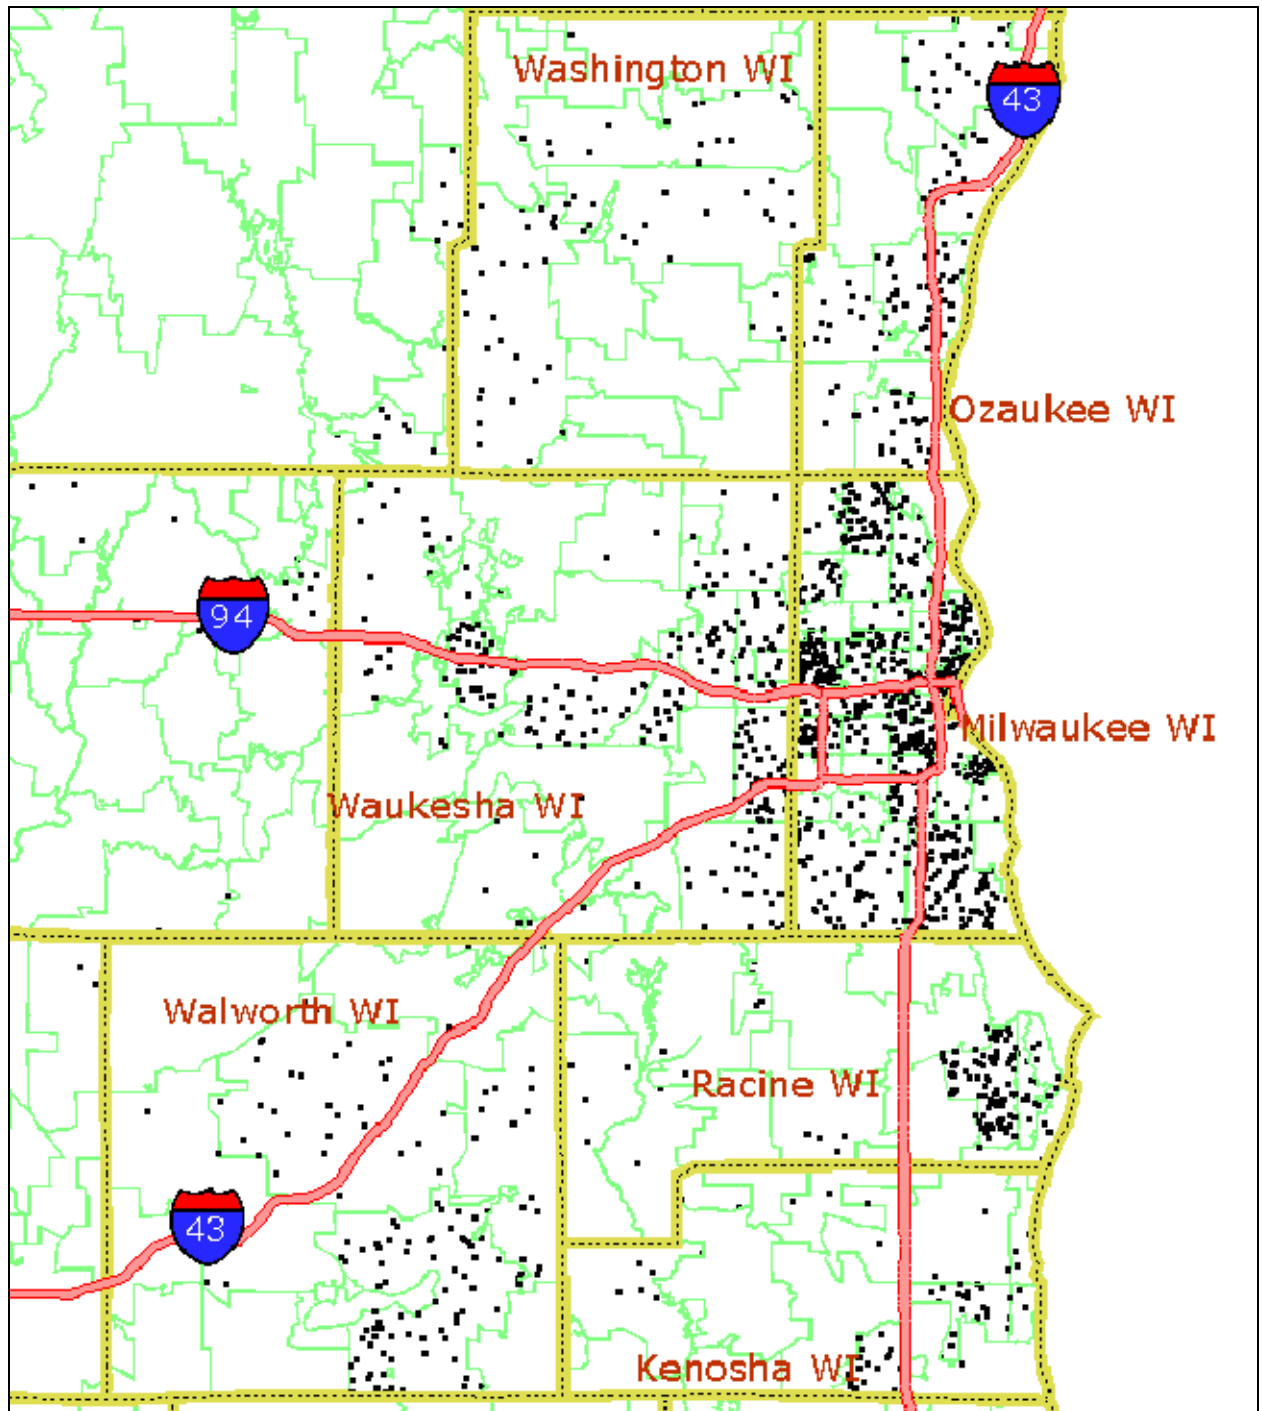 Washington WI
43
Ozaukee WI
94
Milwaukee WI
Waukesha WI
Walworth WI
Racine WI
43
Kenosha WI